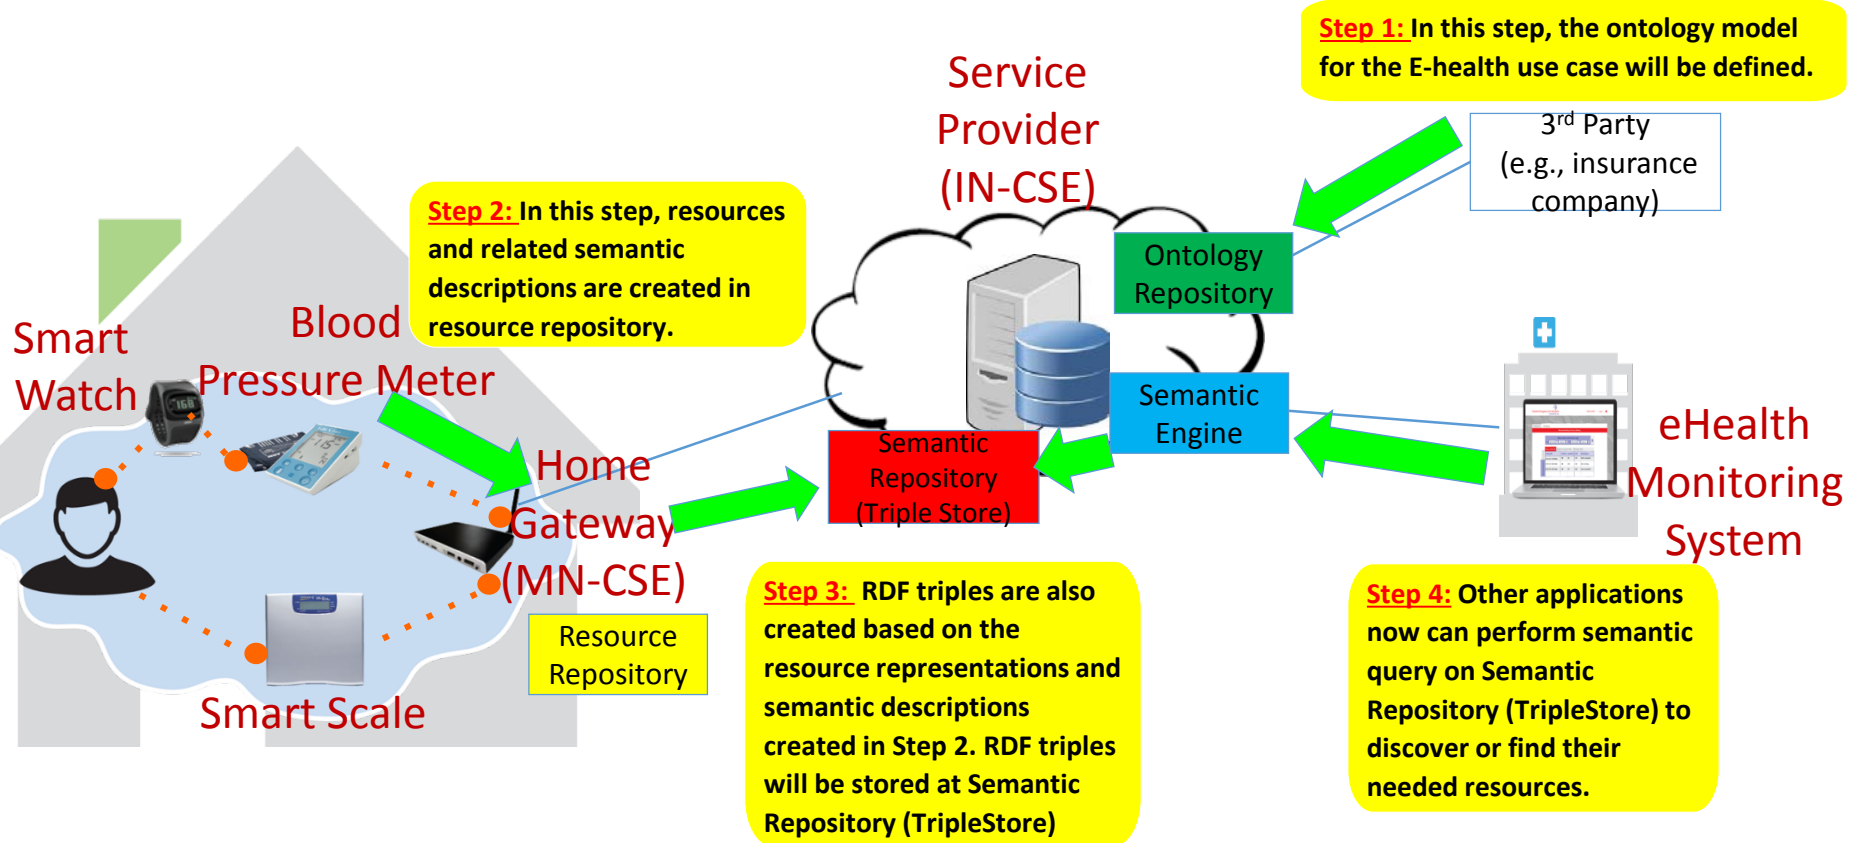 Step 1: In this step, the ontology model
for the E-health use case will be defined.
Service
Provider
(IN-CSE)
3rd Party
(e.g., insurance
company)
Step 2: In this step, resources
and related semantic
descriptions are created in
resource repository.
Ontology
Repository
Smart
Watch
Blood
Pressure Meter
168
Semantic
Engine
eHealth
Monitoring
System
Semantic
Repository
(Triple Store)
Home
Gateway
(MN-CSE)
Resource
Repository
Smart Scale
Step 3: RDF triples are also
created based on the
resource representations and
semantic descriptions
created in Step 2. RDF triples
will be stored at Semantic
Repository (TripleStore)
Step 4: Other applications
now can perform semantic
query on Semantic
Repository (TripleStore) to
discover or find their
needed resources.